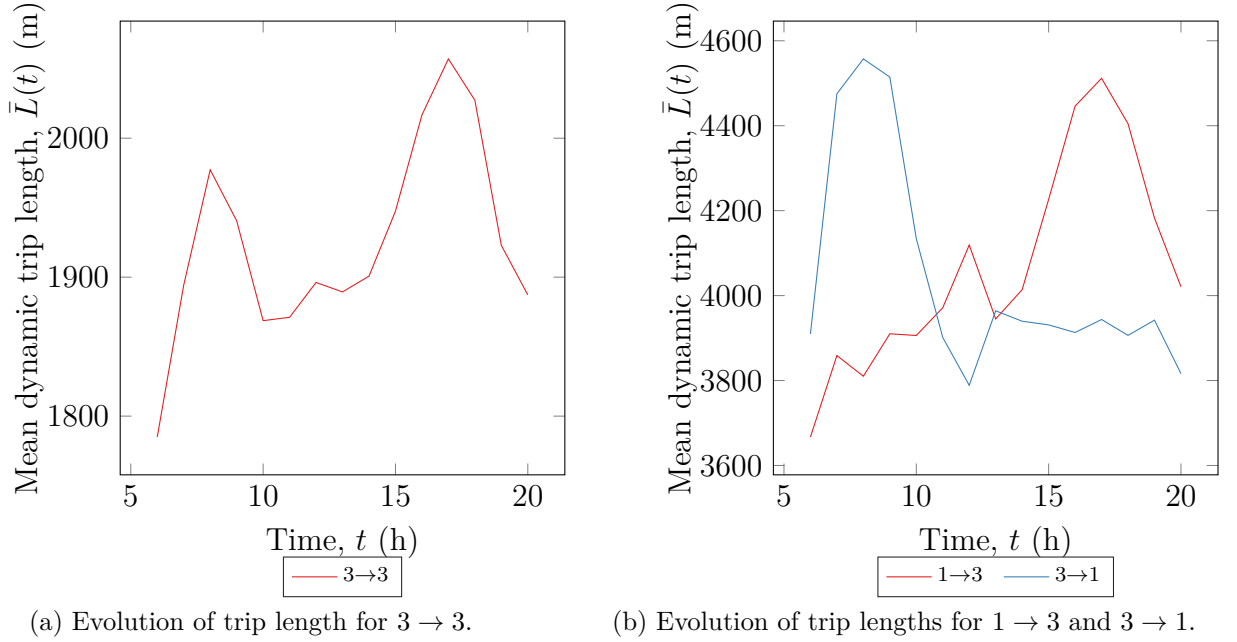 Mean dynamic trip length, L̄(t) (m)
2000
1900
1800
5 10 15 20
Time, t (h)
3→3
(a) Evolution of trip length for 3 → 3.
Mean dynamic trip length, L̄(t) (m)
4600
4400
4200
4000
3800
3600
5 10 15 20
Time, t (h)
1→3 3→1
(b) Evolution of trip lengths for 1 → 3 and 3 → 1.